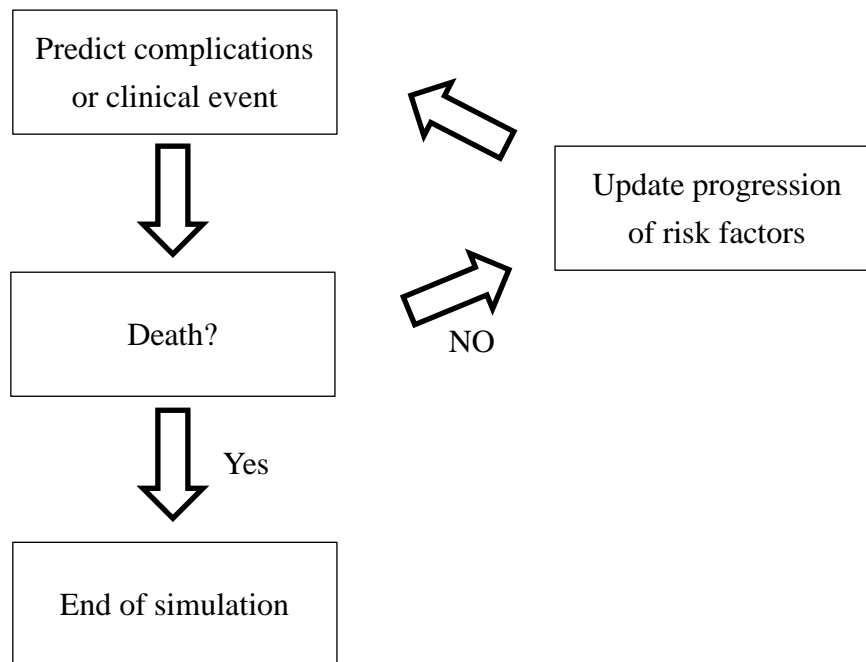 Predict complications
or clinical event
Update progression
of risk factors
Death?
NO
Yes
End of simulation